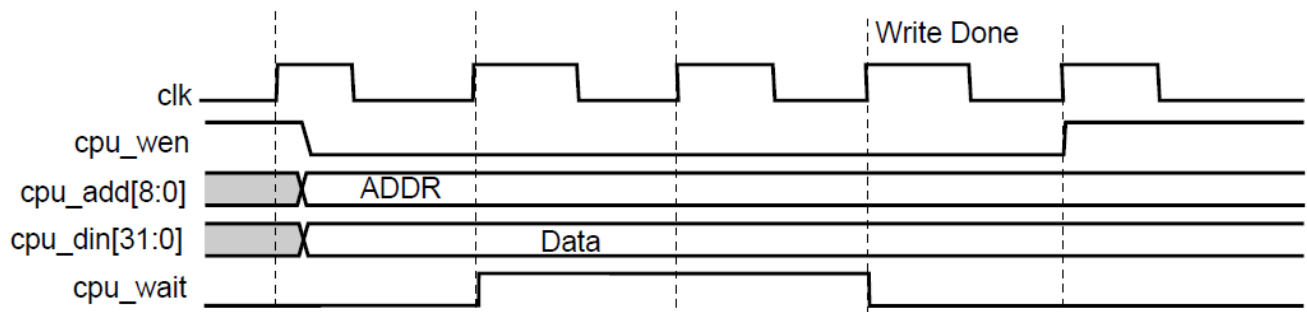 Write Done
clk
cpu_wen
cpu_add[8:0] ADDR
cpu_din[31:0] Data
cpu_wait